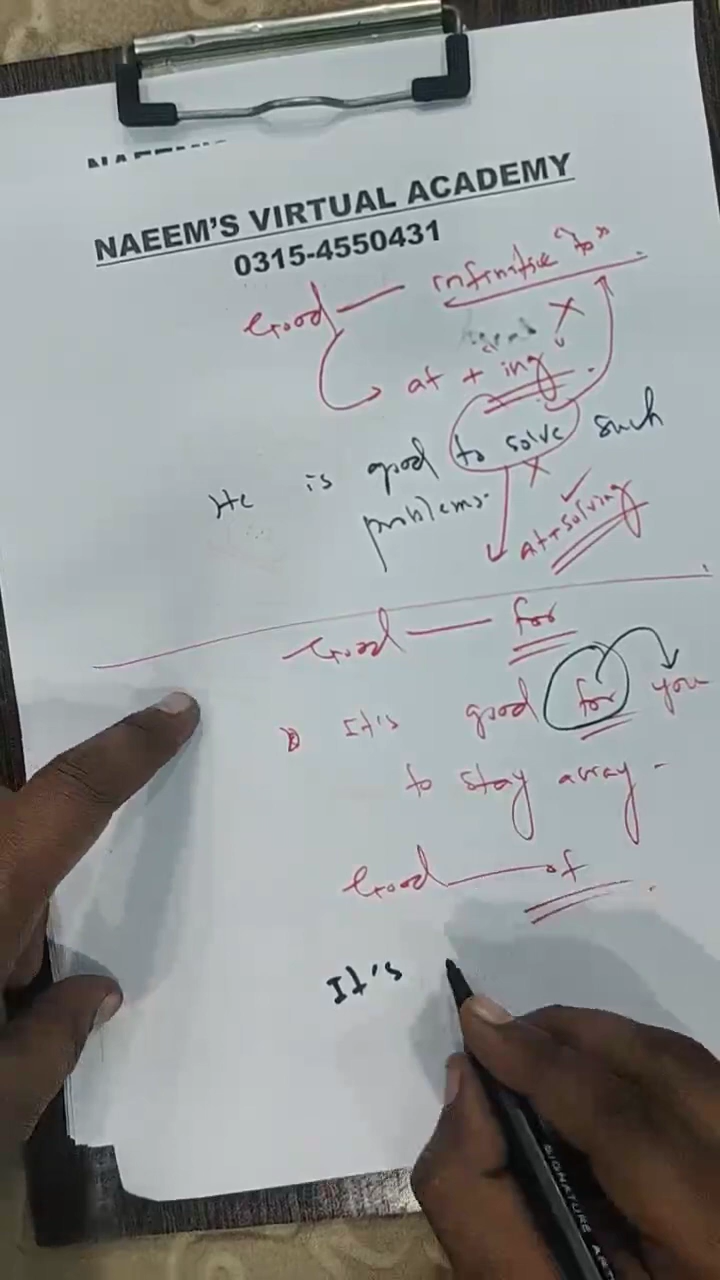 NAEEM'S VIRTUAL ACADEMY
0315-4550431
Good — infinitive "to"
at + "ing"
He is good to solve such
problems.
at + solving
Good — for
It's good for you
to stay away.
Good — of
It's
SIGNATURE